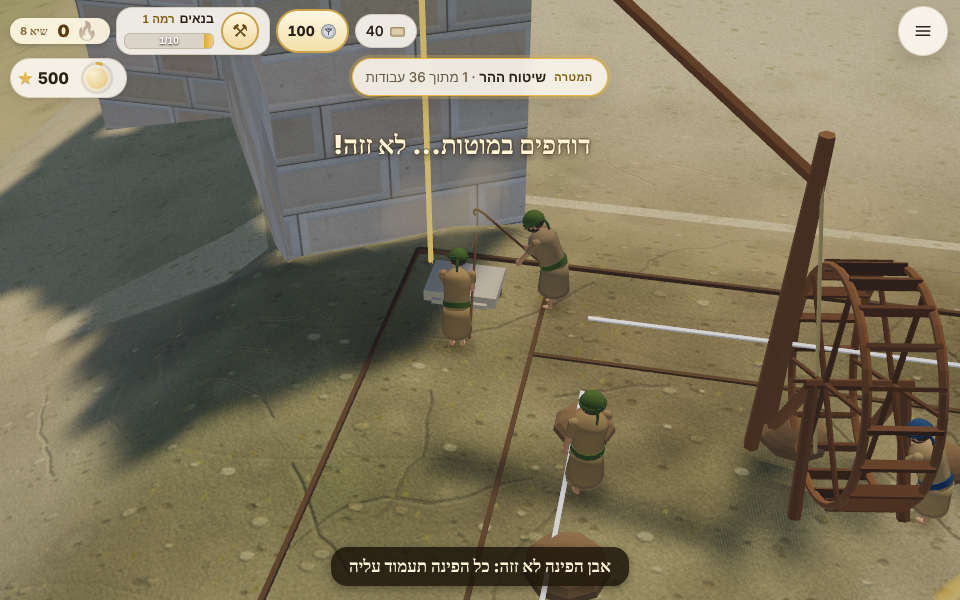 בנאים רמה 1
1/10
100
40
0 שיא 8
500
המטרה שיטוח ההר · 1 מתוך 36 עבודות
דוחפים במוטות... לא זזה!
אבן הפינה לא זזה: כל הפינה תעמוד עליה